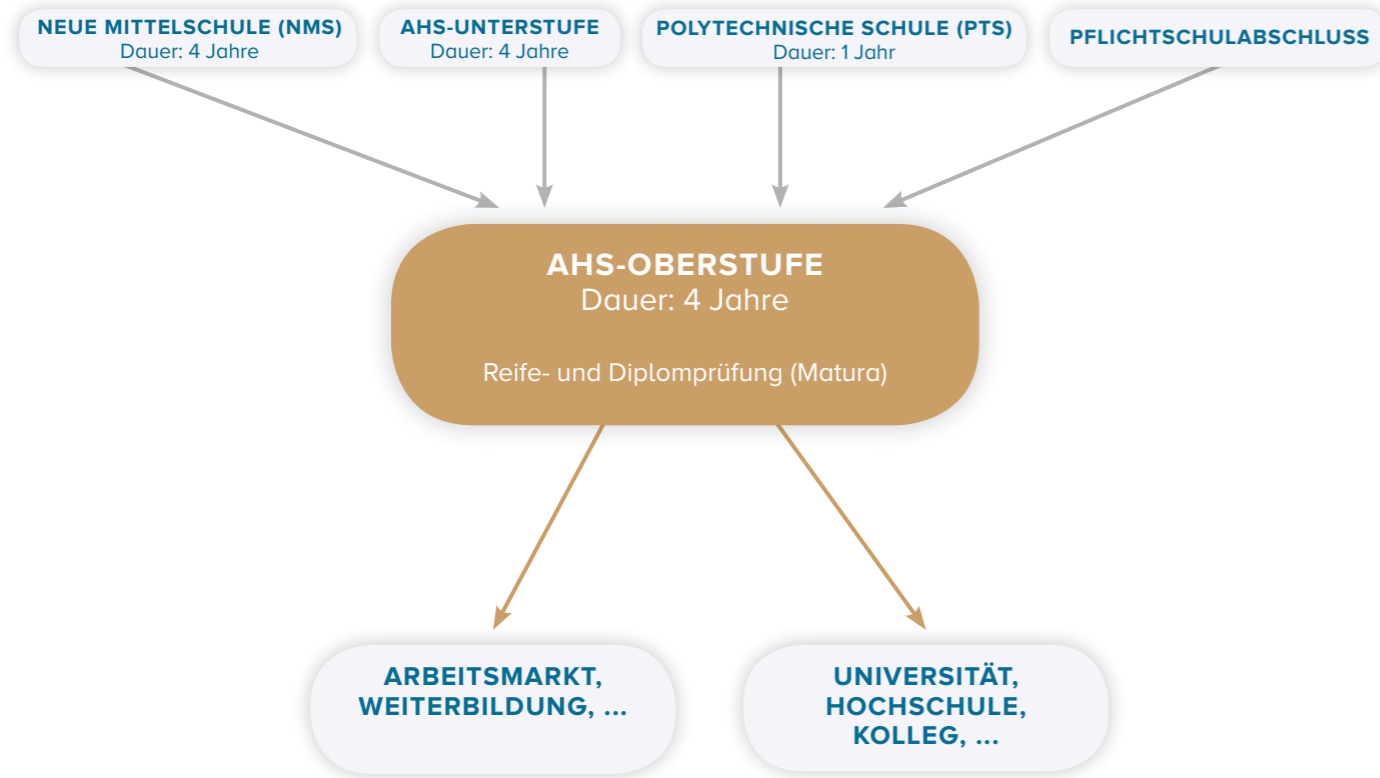 NEUE MITTELSCHULE (NMS)
Dauer: 4 Jahre
AHS-UNTERSTUFE
Dauer: 4 Jahre
POLYTECHNISCHE SCHULE (PTS)
Dauer: 1 Jahr
PFLICHTSCHULABSCHLUSS
AHS-OBERSTUFE
Dauer: 4 Jahre
Reife- und Diplomprüfung (Matura)
ARBEITSMARKT,
WEITERBILDUNG, ...
UNIVERSITÄT,
HOCHSCHULE,
KOLLEG, ...